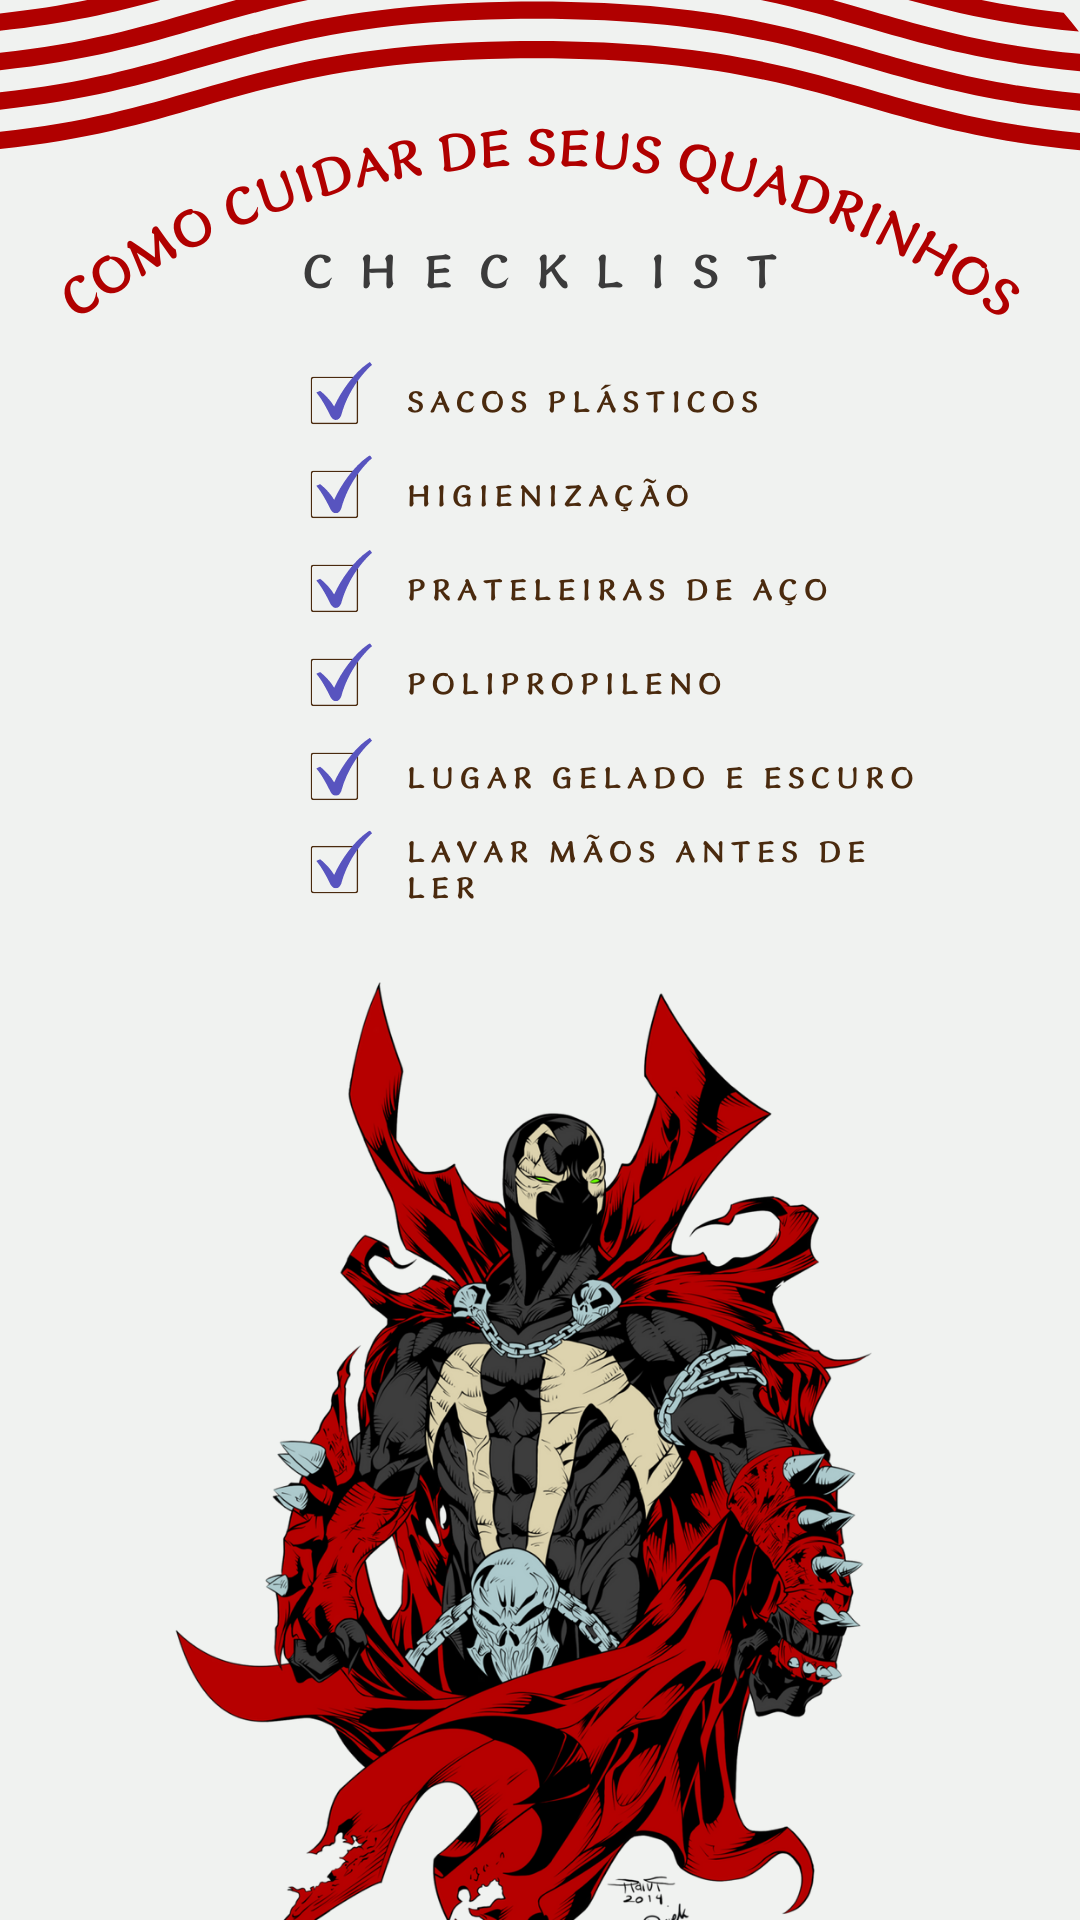 COMO CUIDAR DE SEUS QUADRINHOS
CHECKLIST
SACOS PLÁSTICOS
HIGIENIZAÇÃO
PRATELEIRAS DE AÇO
POLIPROPILENO
LUGAR GELADO E ESCURO
LAVAR MÃOS ANTES DE
LER
2014